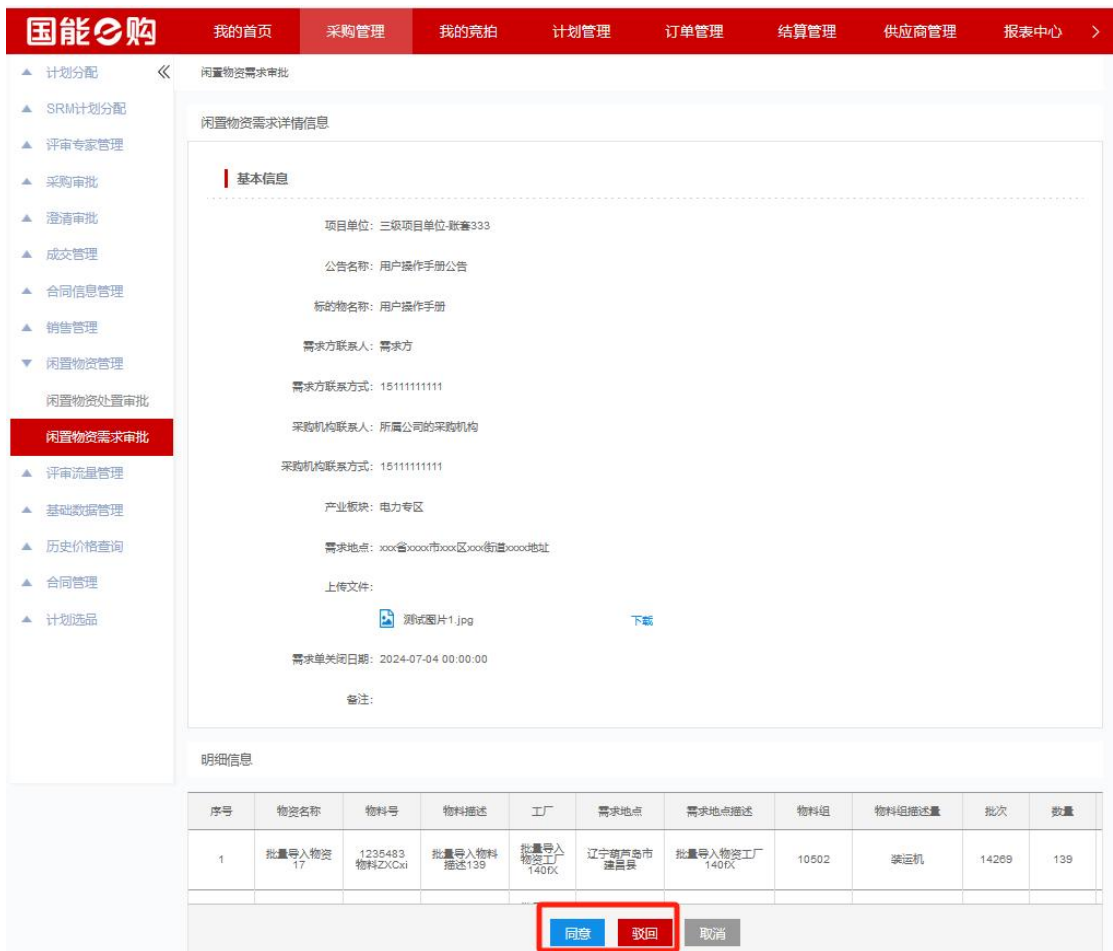 国能e购 我的首页 采购管理 我的竞拍 计划管理 订单管理 结算管理 供应商管理 报表中心 >
计划分配 «
SRM计划分配
评审专家管理
采购审批
澄清审批
成交管理
合同信息管理
销售管理
闲置物资管理
闲置物资处置审批
闲置物资需求审批
评审流量管理
基础数据管理
历史价格查询
合同管理
计划选品
闲置物资需求审批
闲置物资需求详情信息
基本信息
项目单位: 三级项目单位-账套333
公告名称: 用户操作手册公告
标的物名称: 用户操作手册
需求方联系人: 需求方
需求方联系方式: 15111111111
采购机构联系人: 所属公司的采购机构
采购机构联系方式: 15111111111
产业板块: 电力专区
需求地点: xxx省xxxx市xxx区xxx街道xxxx地址
上传文件:
测试图片1.jpg 下载
需求单关闭日期: 2024-07-04 00:00:00
备注:
明细信息
序号 物资名称 物料号 物料描述 工厂 需求地点 需求地点描述 物料组 物料组描述量 批次 数量
1 批量导入物资17 1235483物料ZXCxi 批量导入物料描述139 批量导入物资工厂140fX 辽宁葫芦岛市建昌县 批量导入物资工厂140fX 10502 装运机 14269 139
同意 驳回 取消